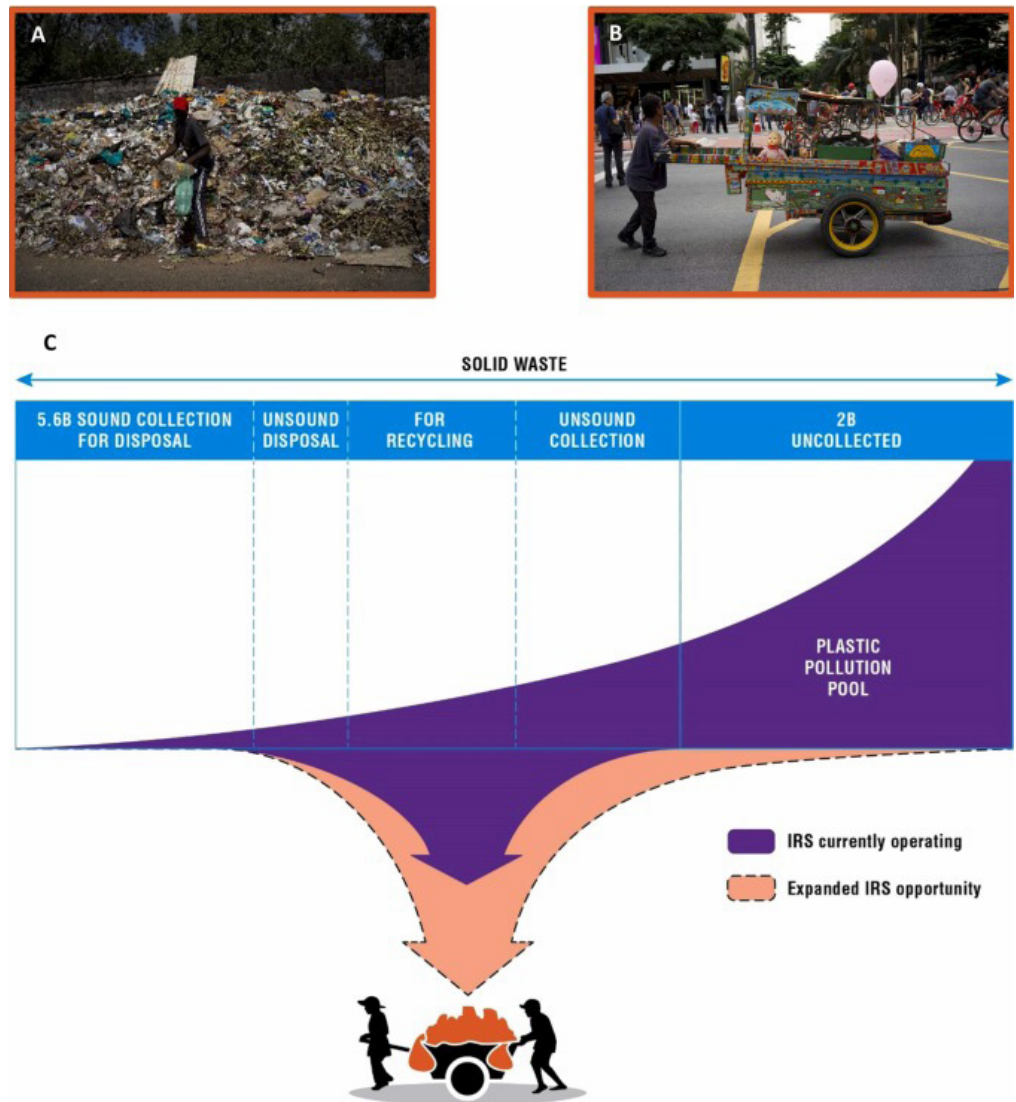 A
B
C
SOLID WASTE
5.6B SOUND COLLECTION
FOR DISPOSAL
UNSOUND
DISPOSAL
FOR
RECYCLING
UNSOUND
COLLECTION
2B
UNCOLLECTED
PLASTIC
POLLUTION
POOL
IRS currently operating
Expanded IRS opportunity